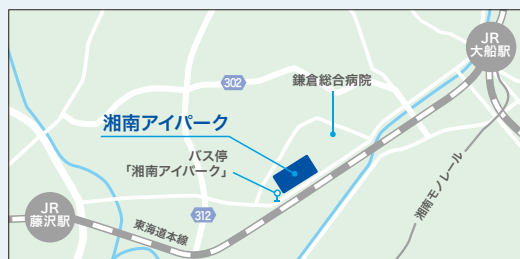 JR
大船駅
302
鎌倉総合病院
湘南アイパーク
バス停
「湘南アイパーク」
JR
藤沢駅
312
東海道本線
湘南モノレール